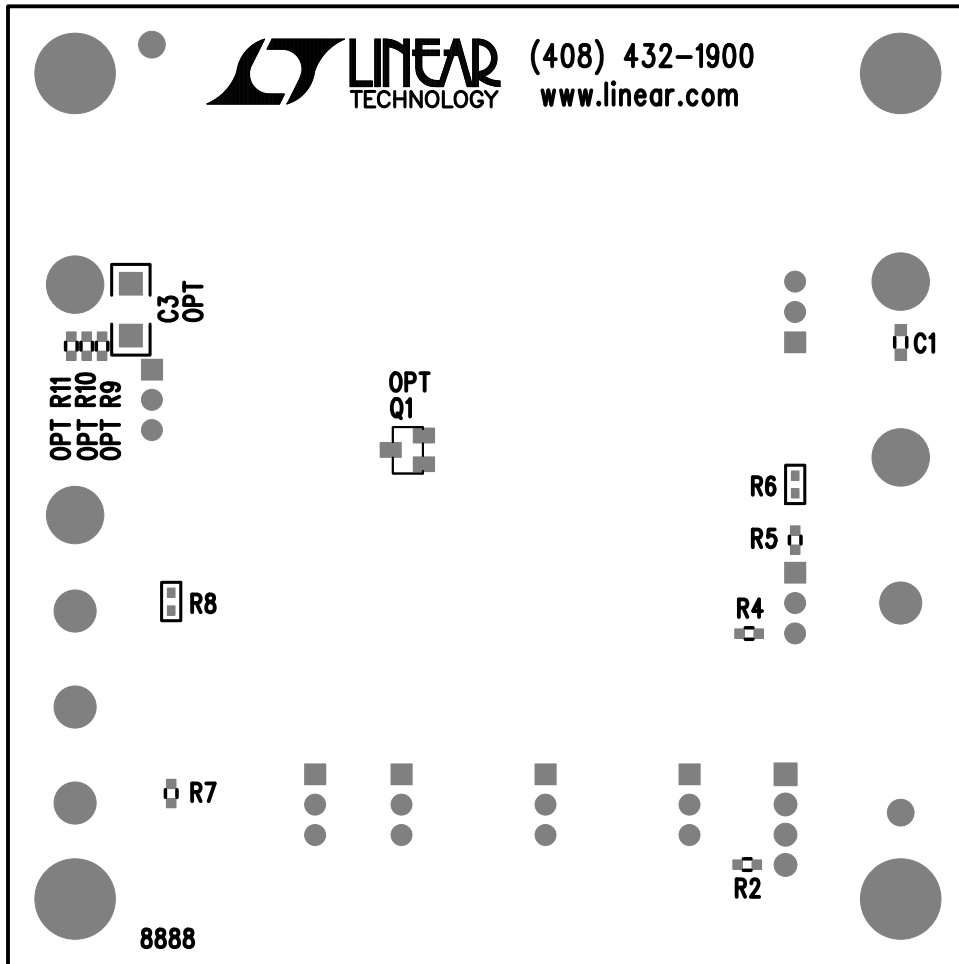 LINEAR
TECHNOLOGY
(408) 432-1900
www.linear.com
C3
OPT
C1
OPT R11
OPT R10
OPT R9
OPT
Q1
R6
R5
R8
R4
R7
R2
8888